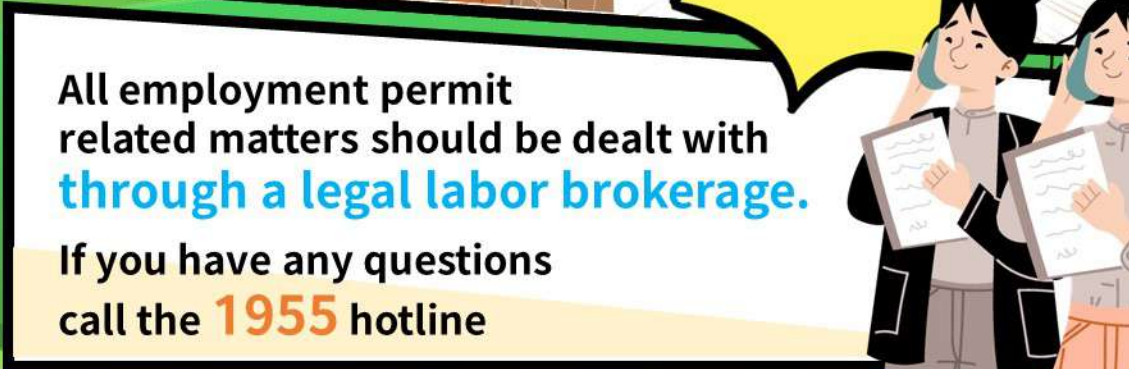 All employment permit
related matters should be dealt with
through a legal labor brokerage.
If you have any questions
call the 1955 hotline